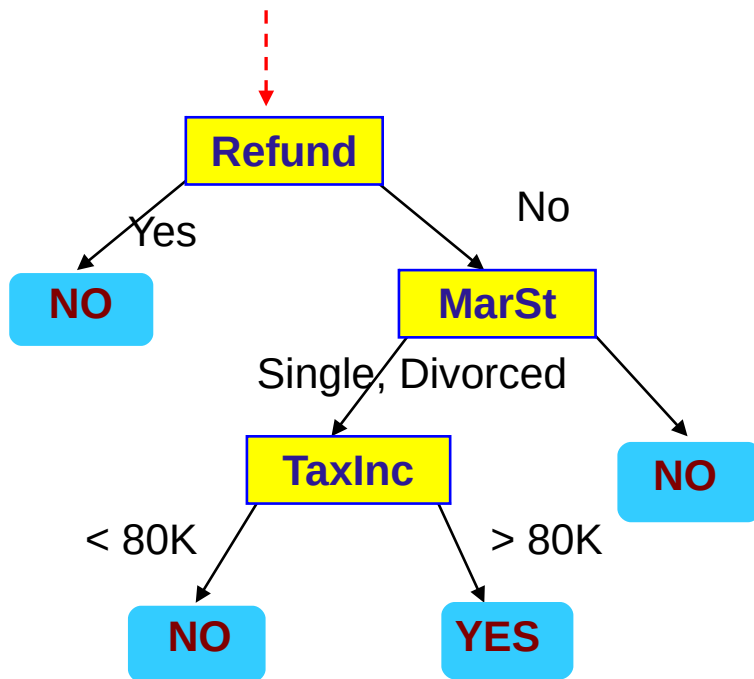 Refund
No
Yes
NO
MarSt
Single, Divorced
TaxInc
NO
< 80K
> 80K
NO
YES